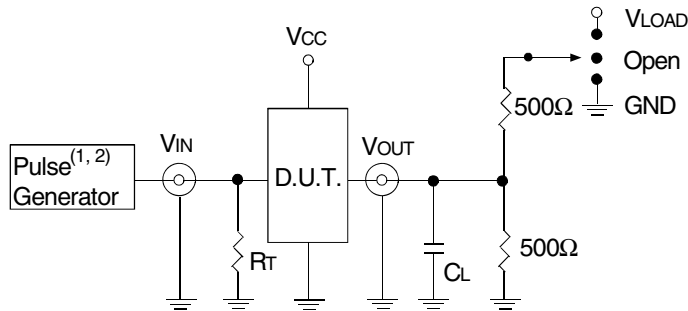 VLOAD
VCC
Open
500Ω
GND
VIN
VOUT
Pulse(1, 2)
Generator
D.U.T.
RT
CL
500Ω